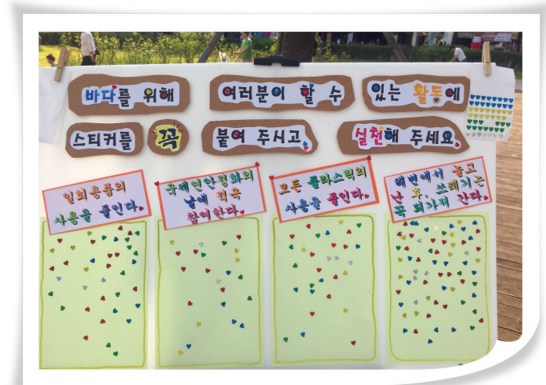 바다를 위해 여러분이 할 수 있는 활동에
스티커를 꼭 붙여 주시고, 실천해 주세요.
일회용품의
사용을 줄인다.
국제연안정화의
날에 적극
참여한다.
모든 플라스틱의
사용을 줄인다.
해변에서 놀고
난 후, 쓰레기는
꼭 되가져 간다.